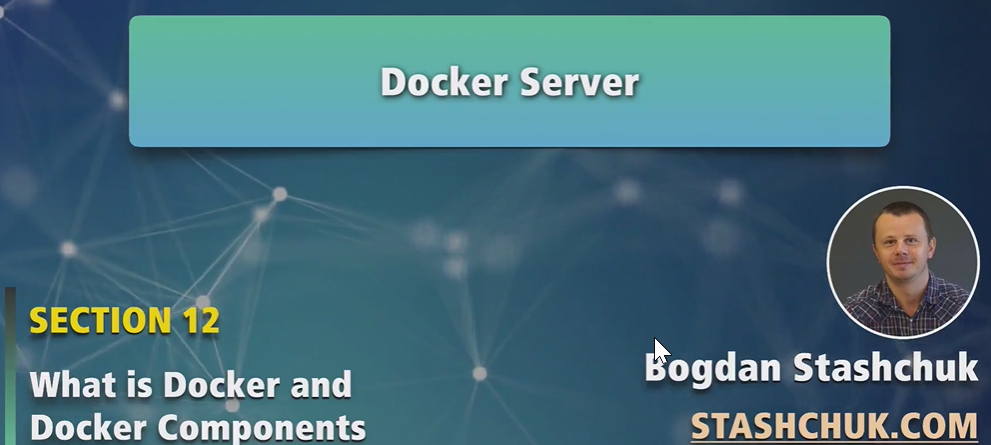 Docker Server
SECTION 12
What is Docker and
Docker Components
Bogdan Stashchuk
STASHCHUK.COM